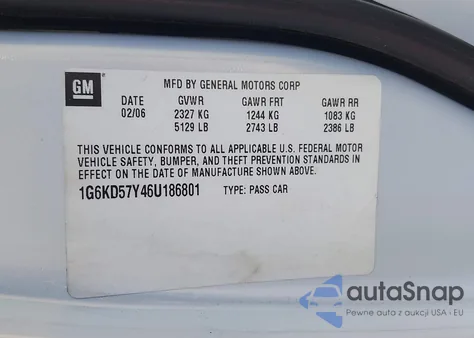 GM
MFD BY GENERAL MOTORS CORP
DATE GVWR GAWR FRT GAWR RR
02/06 2327 KG 1244 KG 1083 KG
5129 LB 2743 LB 2386 LB
THIS VEHICLE CONFORMS TO ALL APPLICABLE U.S. FEDERAL MOTOR
VEHICLE SAFETY, BUMPER, AND THEFT PREVENTION STANDARDS IN
EFFECT ON THE DATE OF MANUFACTURE SHOWN ABOVE.
1G6KD57Y46U186801 TYPE: PASS CAR
autoSnap
Pewne auta z aukcji USA - EU